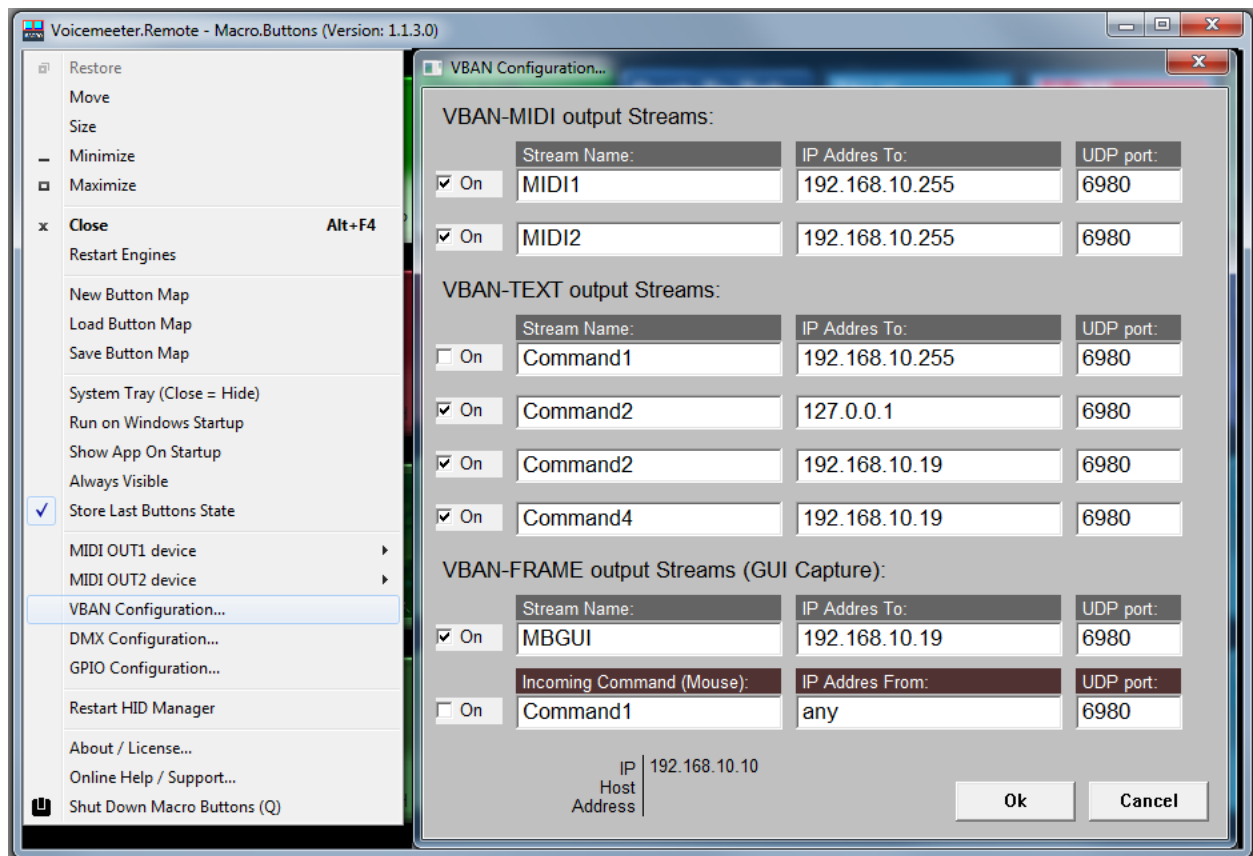 Voicemeeter.Remote - Macro.Buttons (Version: 1.1.3.0)
Restore
Move
Size
Minimize
Maximize
Close Alt+F4
Restart Engines
New Button Map
Load Button Map
Save Button Map
System Tray (Close = Hide)
Run on Windows Startup
Show App On Startup
Always Visible
Store Last Buttons State
MIDI OUT1 device
MIDI OUT2 device
VBAN Configuration...
DMX Configuration...
GPIO Configuration...
Restart HID Manager
About / License...
Online Help / Support...
Shut Down Macro Buttons (Q)
VBAN Configuration...
VBAN-MIDI output Streams:
Stream Name: IP Addres To: UDP port:
On MIDI1 192.168.10.255 6980
On MIDI2 192.168.10.255 6980
VBAN-TEXT output Streams:
Stream Name: IP Addres To: UDP port:
On Command1 192.168.10.255 6980
On Command2 127.0.0.1 6980
On Command2 192.168.10.19 6980
On Command4 192.168.10.19 6980
VBAN-FRAME output Streams (GUI Capture):
Stream Name: IP Addres To: UDP port:
On MBGUI 192.168.10.19 6980
Incoming Command (Mouse): IP Addres From: UDP port:
On Command1 any 6980
IP 192.168.10.10
Host
Address
Ok Cancel